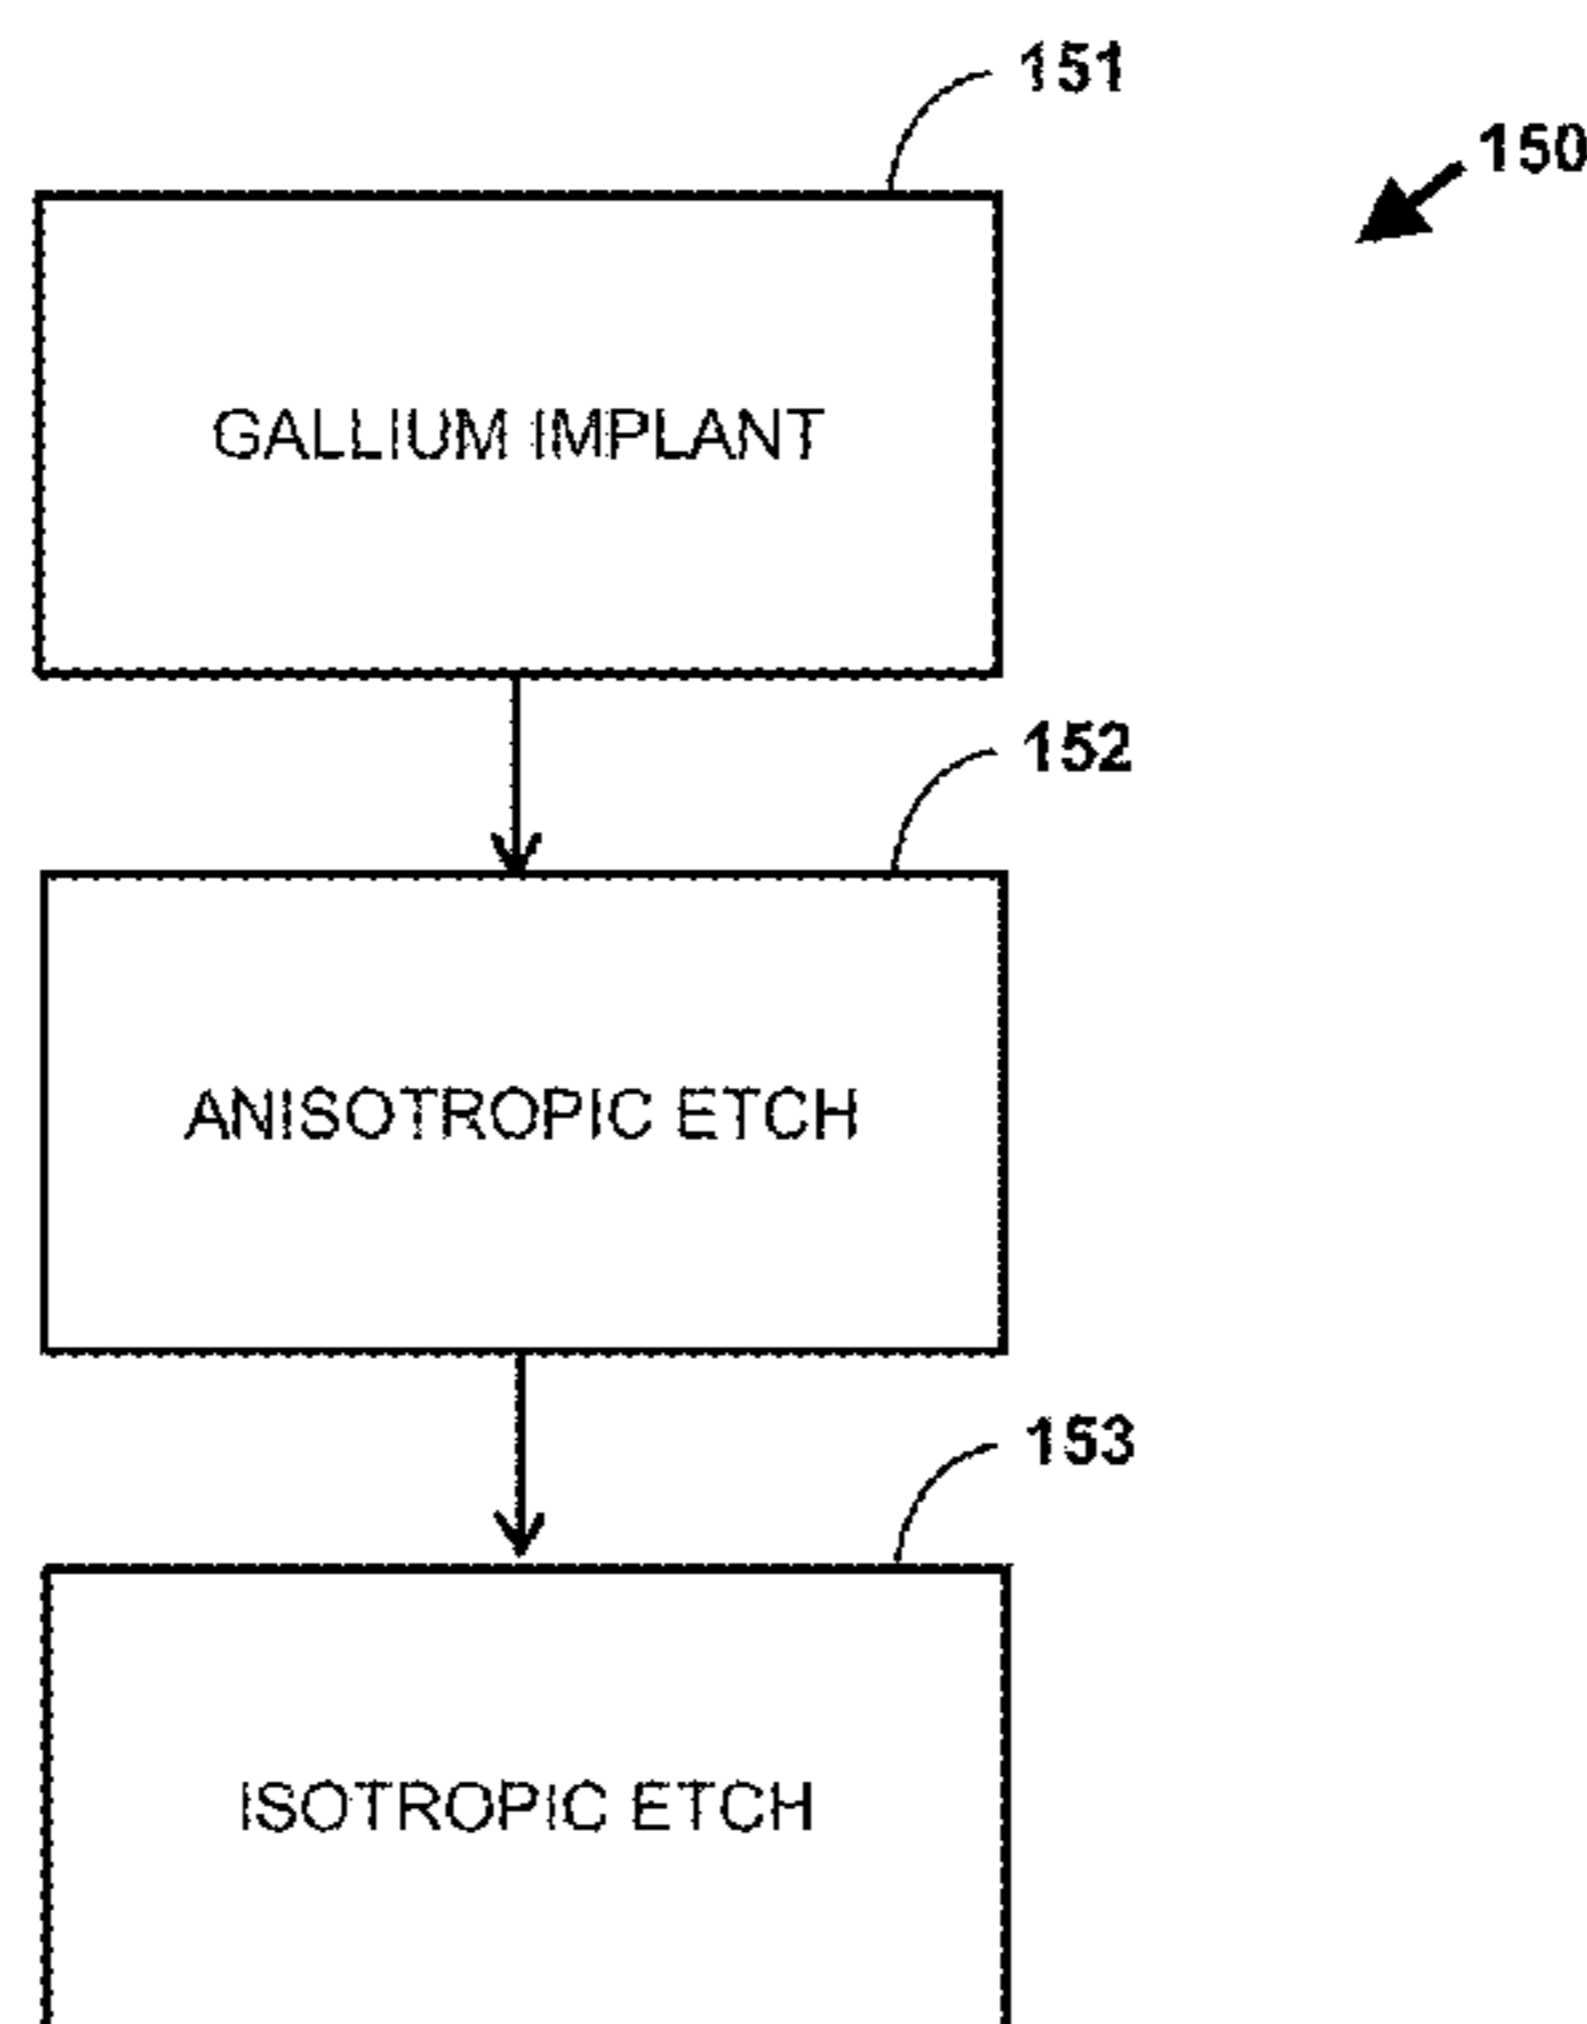 151
150
GALLIUM IMPLANT
152
ANISOTROPIC ETCH
153
ISOTROPIC ETCH